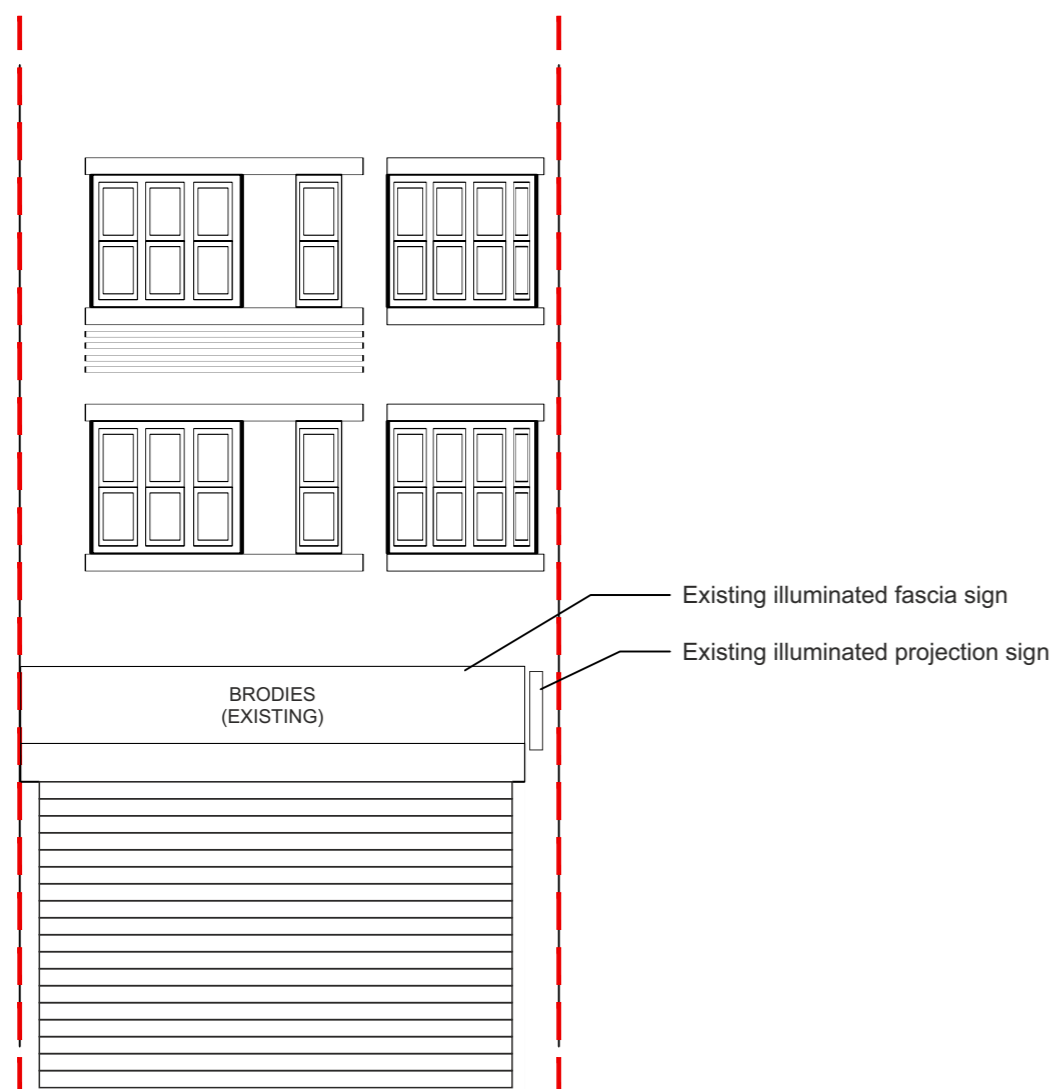 Existing illuminated fascia sign
Existing illuminated projection sign
BRODIES
(EXISTING)